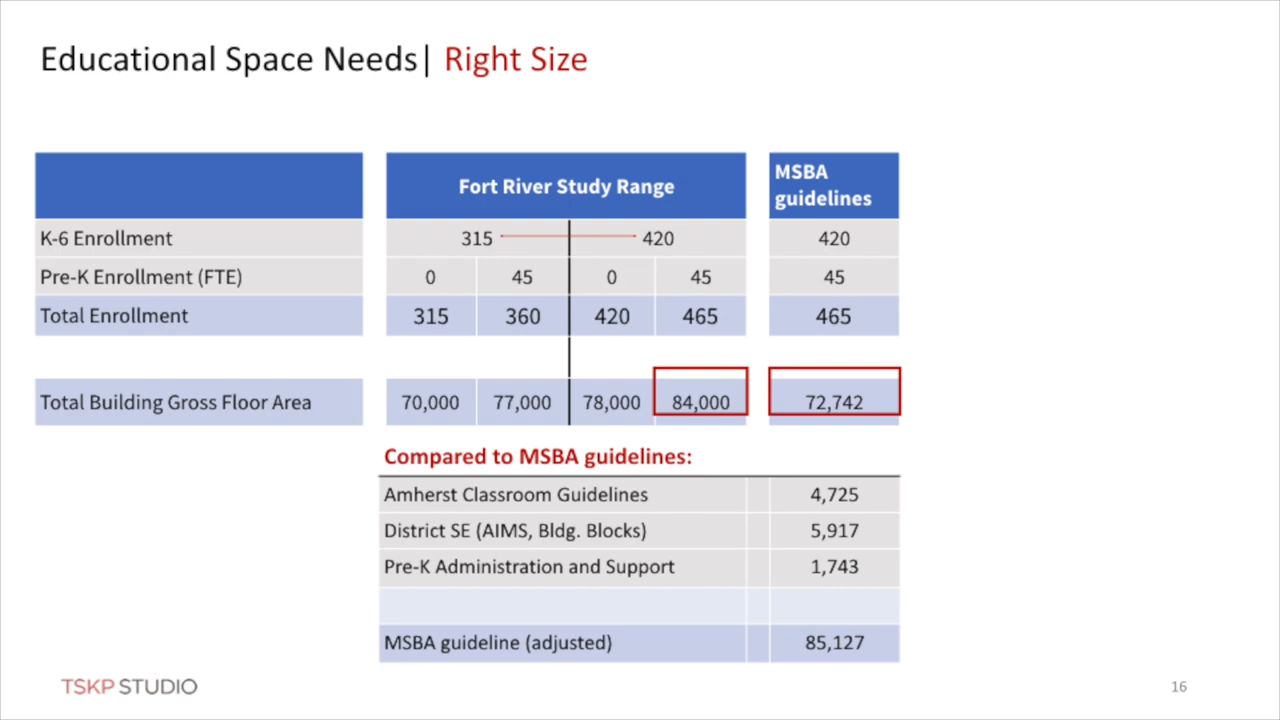 Educational Space Needs| Right Size
Fort River Study Range
MSBA
guidelines
K-6 Enrollment 315 420 420
Pre-K Enrollment (FTE) 0 45 0 45 45
Total Enrollment 315 360 420 465 465
Total Building Gross Floor Area 70,000 77,000 78,000 84,000 72,742
Compared to MSBA guidelines:
Amherst Classroom Guidelines 4,725
District SE (AIMS, Bldg. Blocks) 5,917
Pre-K Administration and Support 1,743
MSBA guideline (adjusted) 85,127
TSKP STUDIO
16